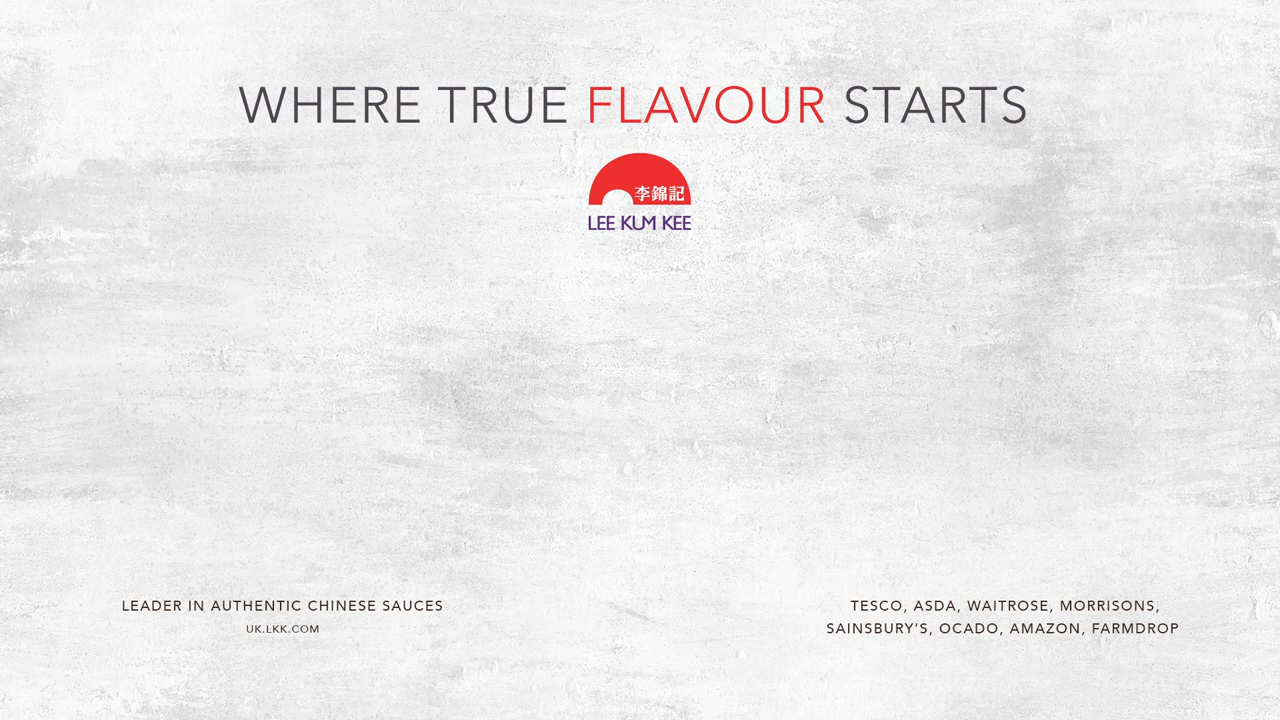 WHERE TRUE FLAVOUR STARTS
李錦記
LEE KUM KEE
LEADER IN AUTHENTIC CHINESE SAUCES
UK.LKK.COM
TESCO, ASDA, WAITROSE, MORRISONS,
SAINSBURY’S, OCADO, AMAZON, FARMDROP